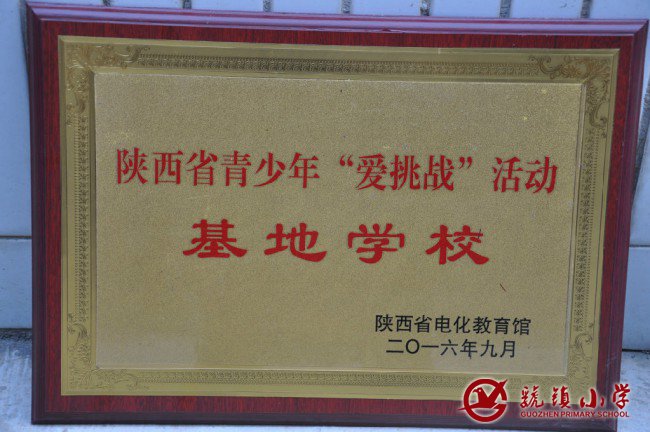 陕西省青少年“爱挑战”活动
基地学校
陕西省电化教育馆
二〇一六年九月
虢镇小学
GUOZHEN PRIMARY SCHOOL